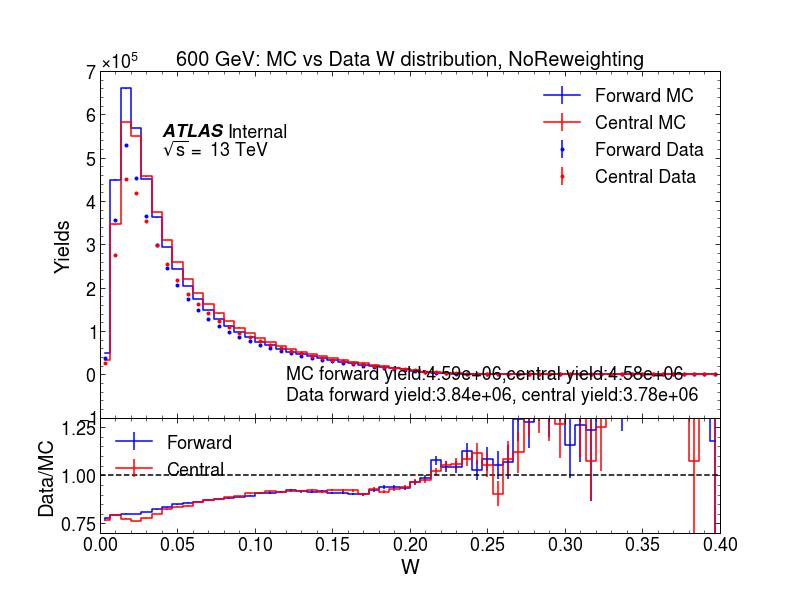 ×10⁵
600 GeV: MC vs Data W distribution, NoReweighting
7
6
5
4
3
2
1
0
-1
Yields
ATLAS Internal
√s = 13 TeV
Forward MC
Central MC
Forward Data
Central Data
MC forward yield:4.59e+06,central yield:4.58e+06
Data forward yield:3.84e+06, central yield:3.78e+06
1.25
1.00
0.75
Data/MC
Forward
Central
0.00 0.05 0.10 0.15 0.20 0.25 0.30 0.35 0.40
W